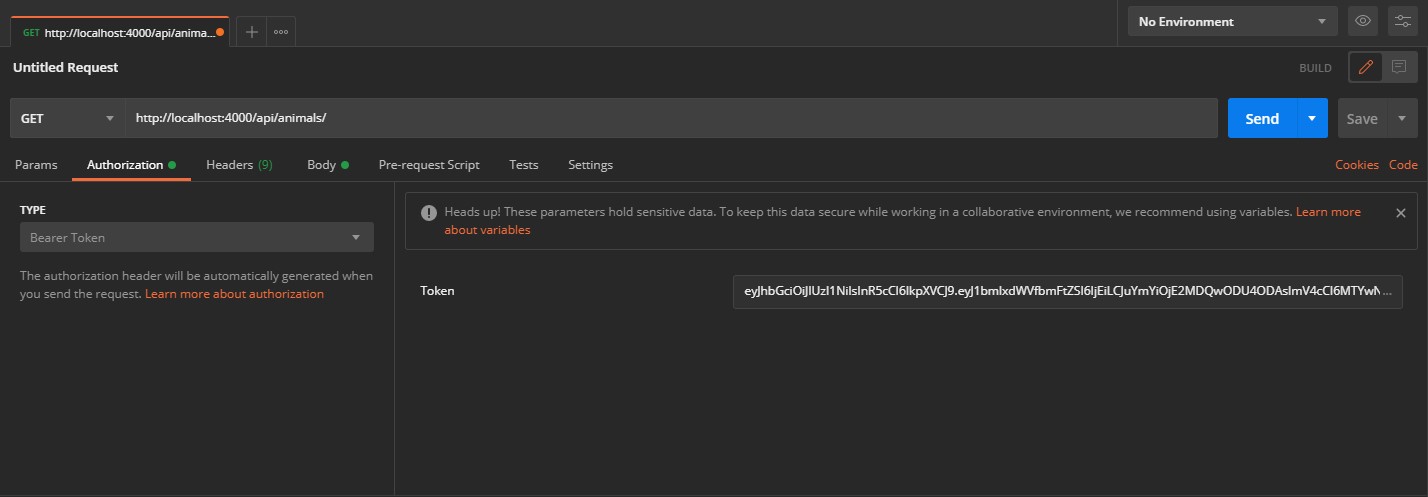 GET http://localhost:4000/api/anima...
No Environment
Untitled Request
BUILD
GET
http://localhost:4000/api/animals/
Send
Save
Params
Authorization
Headers (9)
Body
Pre-request Script
Tests
Settings
Cookies
Code
TYPE
Bearer Token
The authorization header will be automatically generated when
you send the request. Learn more about authorization
Heads up! These parameters hold sensitive data. To keep this data secure while working in a collaborative environment, we recommend using variables. Learn more
about variables
Token